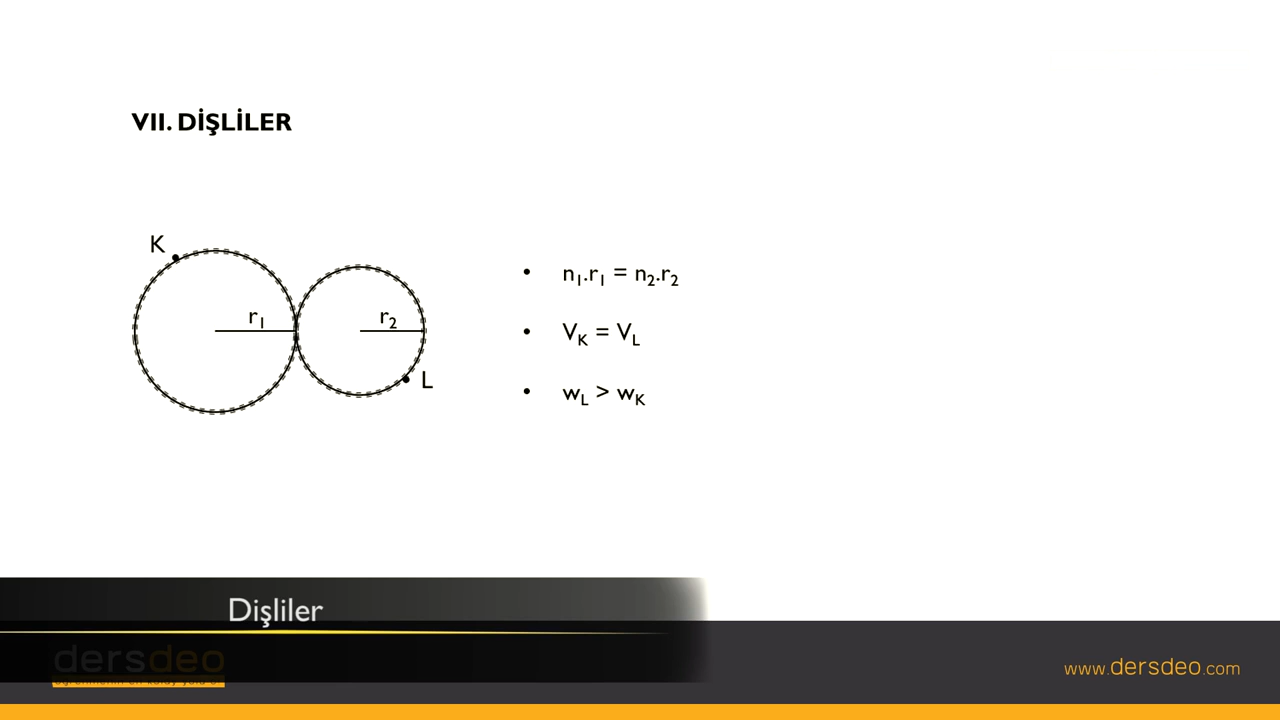 VII. DİŞLİLER
K
r₁
r₂
L
• n₁.r₁ = n₂.r₂
• V_K = V_L
• w_L > w_K
Dişliler
dersdeo
www.dersdeo.com